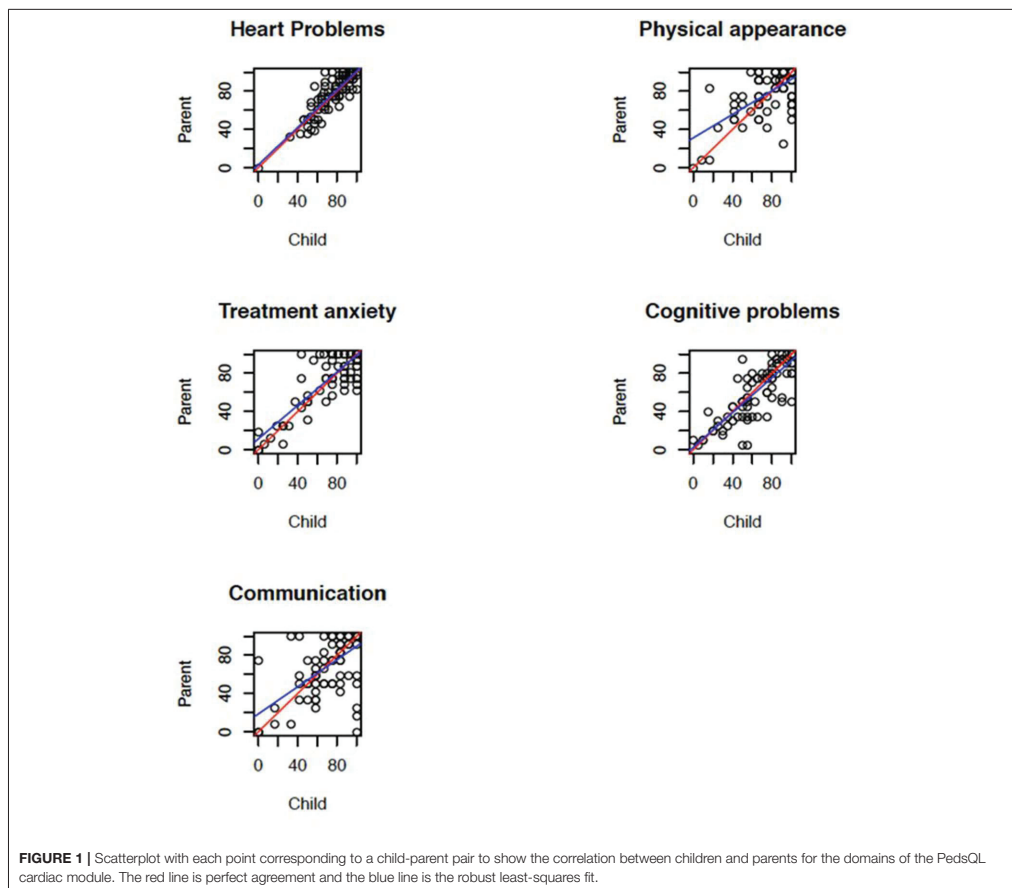 Heart Problems
Physical appearance
Parent
80
40
0
0 40 80
Child
Parent
80
40
0
0 40 80
Child
Treatment anxiety
Cognitive problems
Parent
80
40
0
0 40 80
Child
Parent
80
40
0
0 40 80
Child
Communication
Parent
80
40
0
0 40 80
Child
FIGURE 1 | Scatterplot with each point corresponding to a child-parent pair to show the correlation between children and parents for the domains of the PedsQL
cardiac module. The red line is perfect agreement and the blue line is the robust least-squares fit.